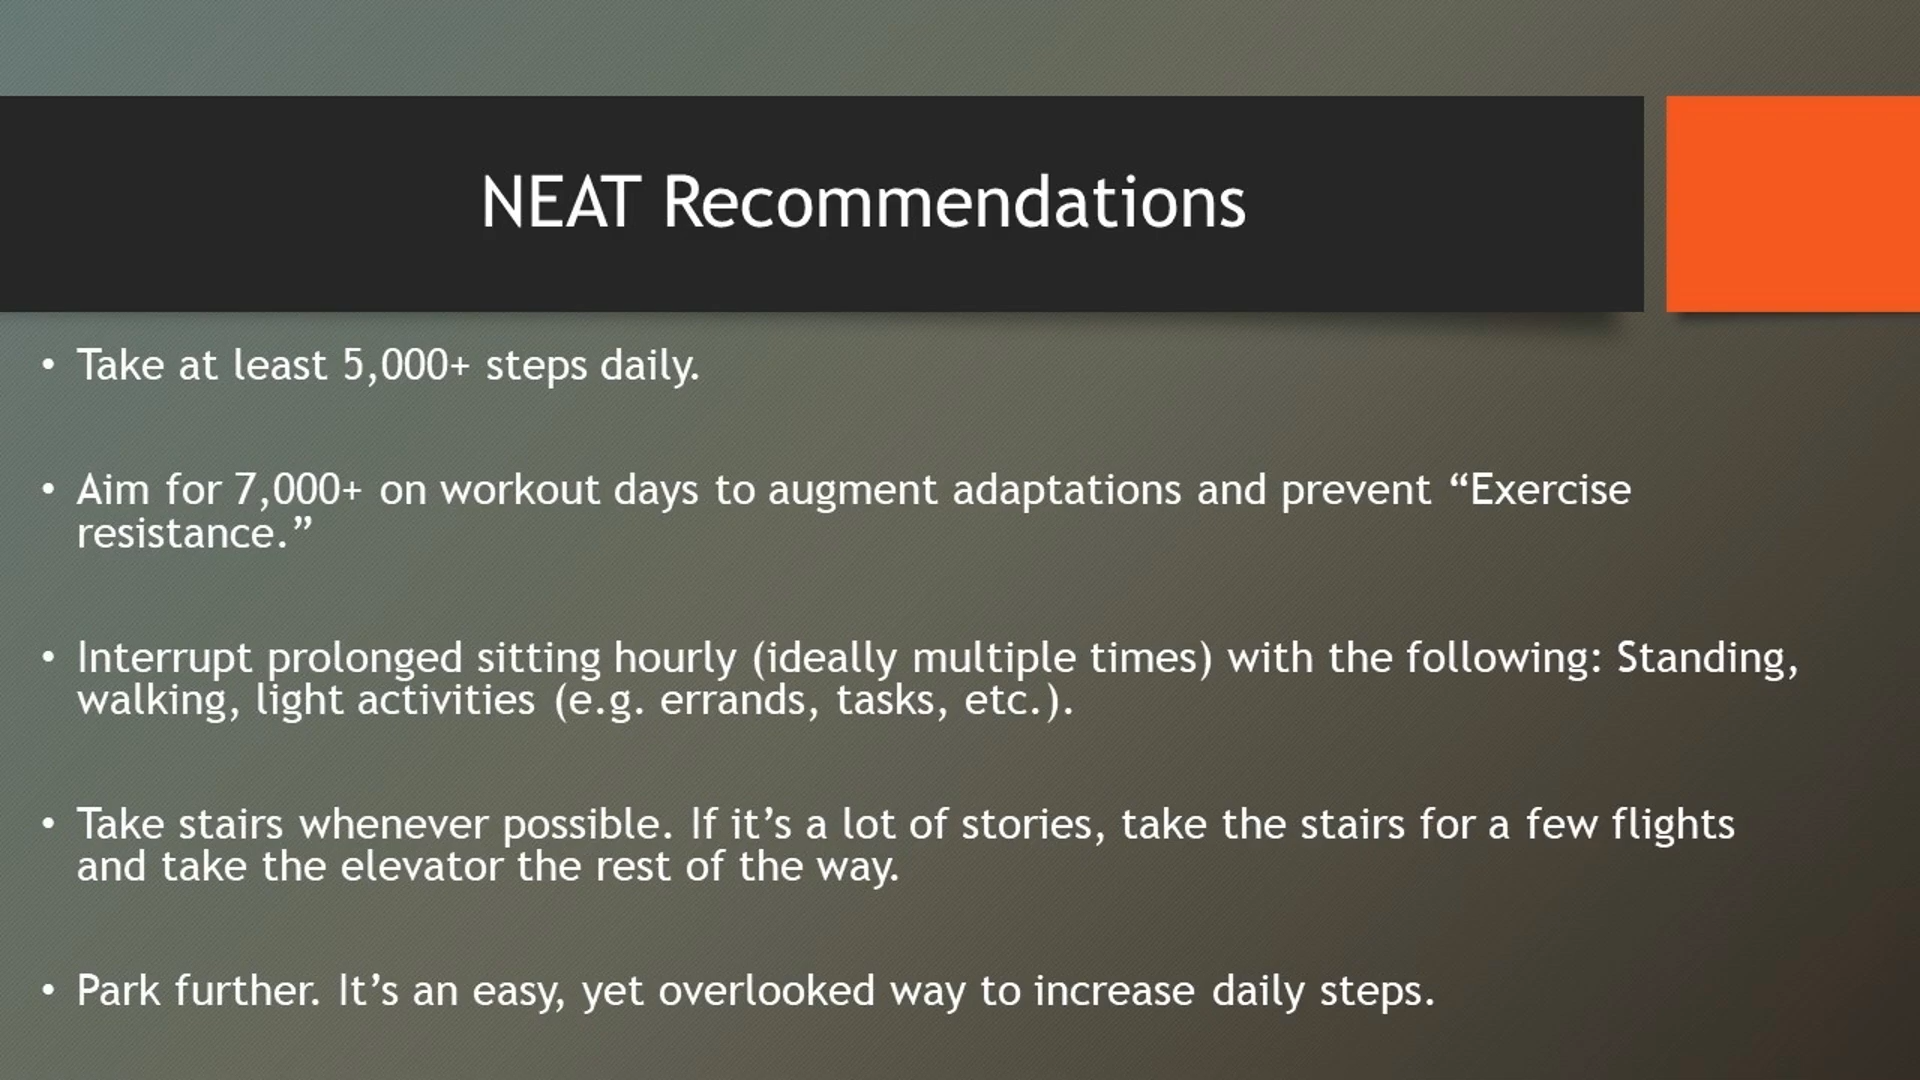 NEAT Recommendations
• Take at least 5,000+ steps daily.
• Aim for 7,000+ on workout days to augment adaptations and prevent “Exercise
resistance.”
• Interrupt prolonged sitting hourly (ideally multiple times) with the following: Standing,
walking, light activities (e.g. errands, tasks, etc.).
• Take stairs whenever possible. If it’s a lot of stories, take the stairs for a few flights
and take the elevator the rest of the way.
• Park further. It’s an easy, yet overlooked way to increase daily steps.